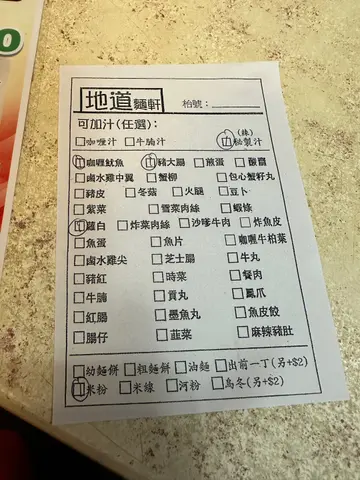 地道麵軒 枱號：
可加汁(任選)：
(辣)
□咖喱汁 □牛腩汁 □秘製汁
□咖喱魷魚 □豬大腸 □煎蛋 □酸齋
□鹵水雞中翼 □蟹柳 □包心蟹籽丸
□豬皮 □冬菇 □火腩 □豆卜
□紫菜 □雪菜肉絲 □蝦條
□蘿白 □炸菜肉絲 □沙嗲牛肉 □炸魚皮
□魚蛋 □魚片 □咖喱牛柏葉
□鹵水雞尖 □芝士腸 □牛丸
□豬紅 □時菜 □餐肉
□牛腩 □貢丸 □鳳爪
□紅腸 □墨魚丸 □魚皮餃
□腸仔 □韮菜 □麻辣豬肚
□幼麵餅 □粗麵餅 □油麵 □出前一丁(另+$2)
□米粉 □米線 □河粉 □烏冬(另+$2)